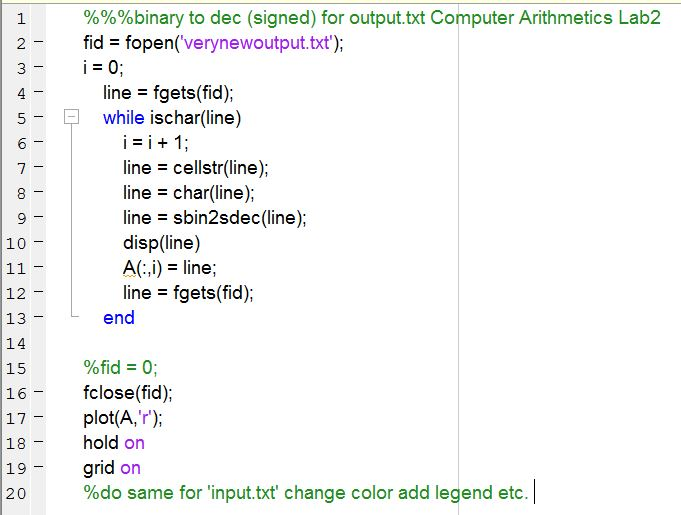 1 %%%binary to dec (signed) for output.txt Computer Arithmetics Lab2
2 fid = fopen('verynewoutput.txt');
3 i = 0;
4 line = fgets(fid);
5 while ischar(line)
6 i = i + 1;
7 line = cellstr(line);
8 line = char(line);
9 line = sbin2sdec(line);
10 disp(line)
11 A(:,i) = line;
12 line = fgets(fid);
13 end
14
15 %fid = 0;
16 fclose(fid);
17 plot(A,'r');
18 hold on
19 grid on
20 %do same for 'input.txt' change color add legend etc.